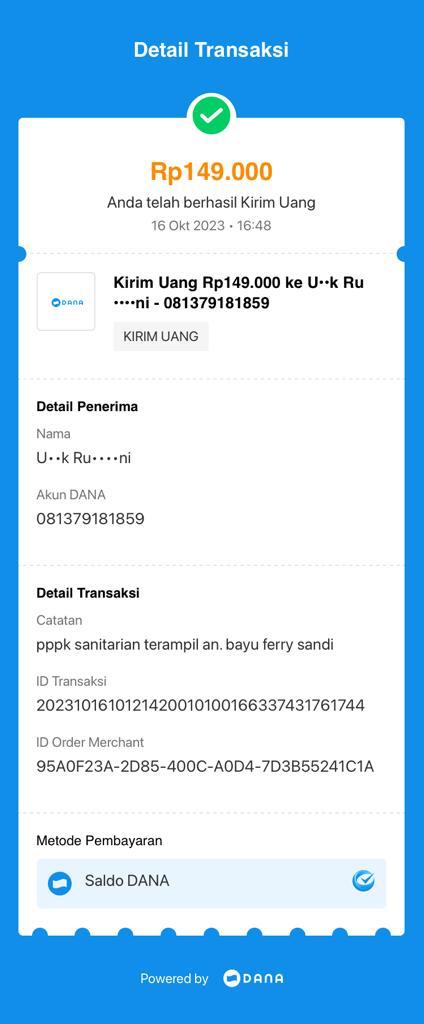 Detail Transaksi
Rp149.000
Anda telah berhasil Kirim Uang
16 Okt 2023 • 16:48
DANA
Kirim Uang Rp149.000 ke U••k Ru
••••ni - 081379181859
KIRIM UANG
Detail Penerima
Nama
U••k Ru••••ni
Akun DANA
081379181859
Detail Transaksi
Catatan
pppk sanitarian terampil an. bayu ferry sandi
ID Transaksi
2023101610121420010100166337431761744
ID Order Merchant
95A0F23A-2D85-400C-A0D4-7D3B55241C1A
Metode Pembayaran
Saldo DANA
Powered by DANA